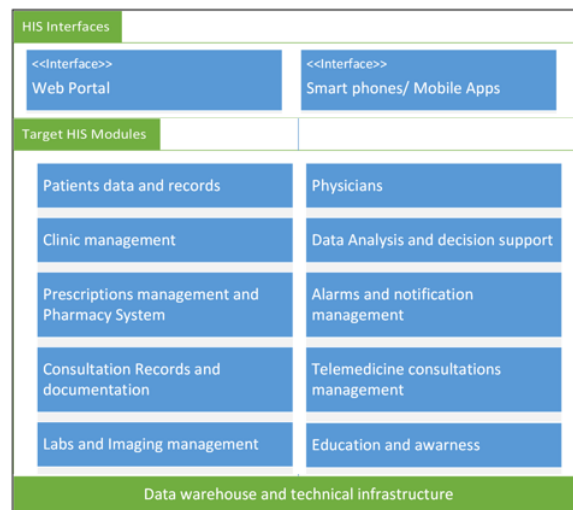 HIS Interfaces
<<Interface>>
Web Portal
<<Interface>>
Smart phones/ Mobile Apps
Target HIS Modules
Patients data and records
Physicians
Clinic management
Data Analysis and decision support
Prescriptions management and
Pharmacy System
Alarms and notification
management
Consultation Records and
documentation
Telemedicine consultations
management
Labs and Imaging management
Education and awarness
Data warehouse and technical infrastructure